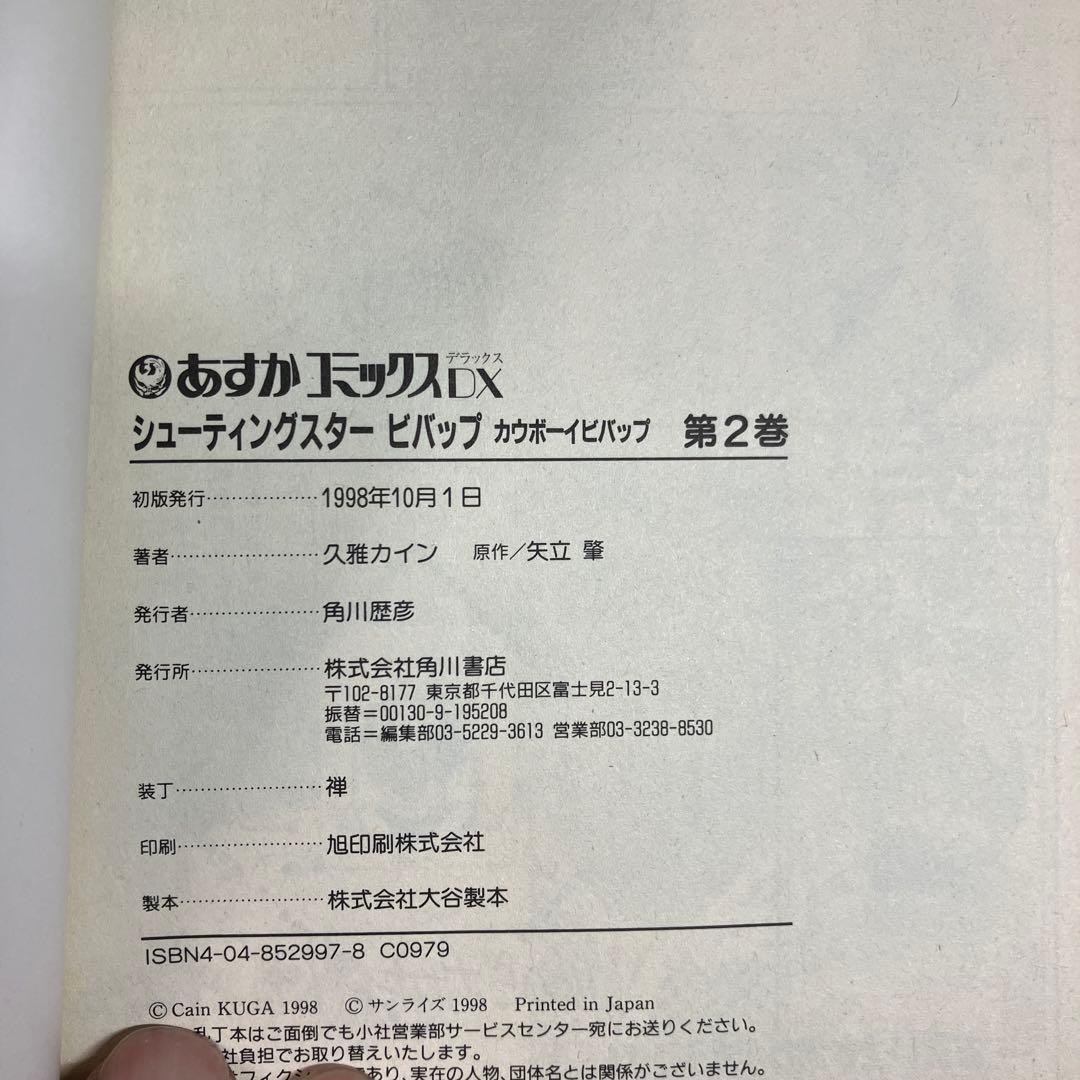 あすかコミックスDX デラックス
シューティングスター ビバップ カウボーイビバップ 第2巻
初版発行………………1998年10月1日
著者………………久雅カイン 原作/矢立 肇
発行者………………角川歴彦
発行所………………株式会社角川書店
〒102-8177 東京都千代田区富士見2-13-3
振替=00130-9-195208
電話=編集部03-5229-3613 営業部03-3238-8530
装丁………………禅
印刷………………旭印刷株式会社
製本………………株式会社大谷製本
ISBN4-04-852997-8 C0979
© Cain KUGA 1998 © サンライズ 1998 Printed in Japan
乱丁本はご面倒でも小社営業部サービスセンター宛にお送りください。
社負担でお取り替えいたします。
フィクシ であり、実在の人物、団体名とは関係がございません。